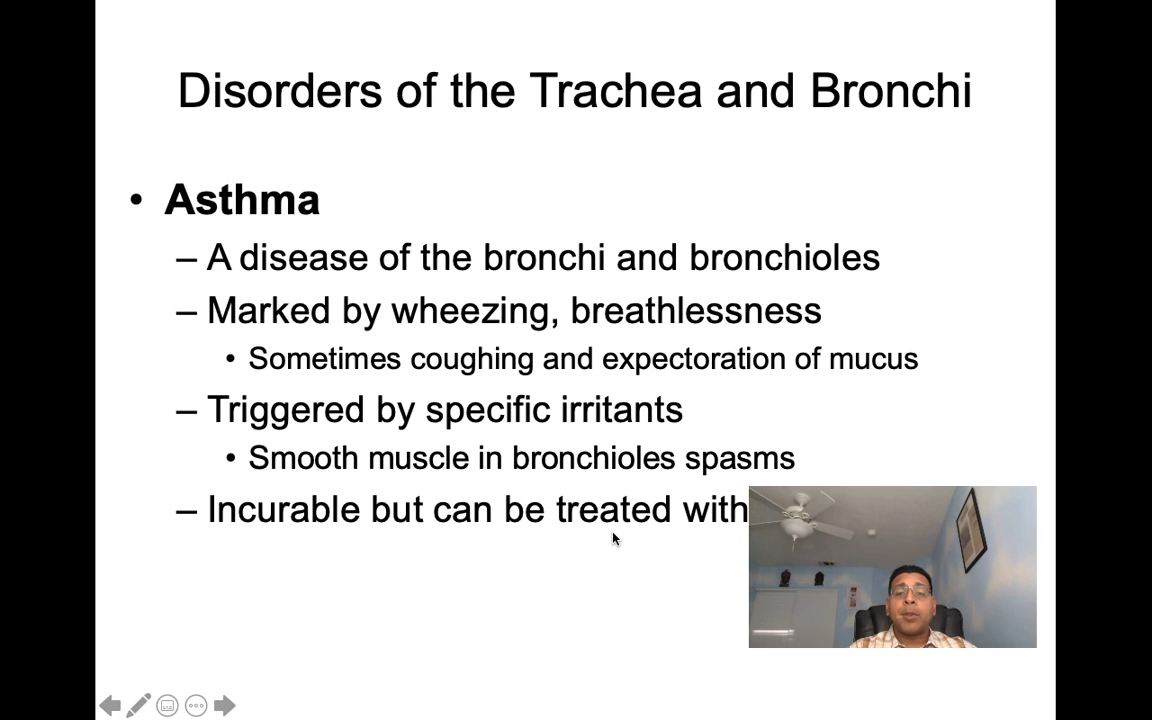 Disorders of the Trachea and Bronchi
• Asthma
– A disease of the bronchi and bronchioles
– Marked by wheezing, breathlessness
• Sometimes coughing and expectoration of mucus
– Triggered by specific irritants
• Smooth muscle in bronchioles spasms
– Incurable but can be treated with